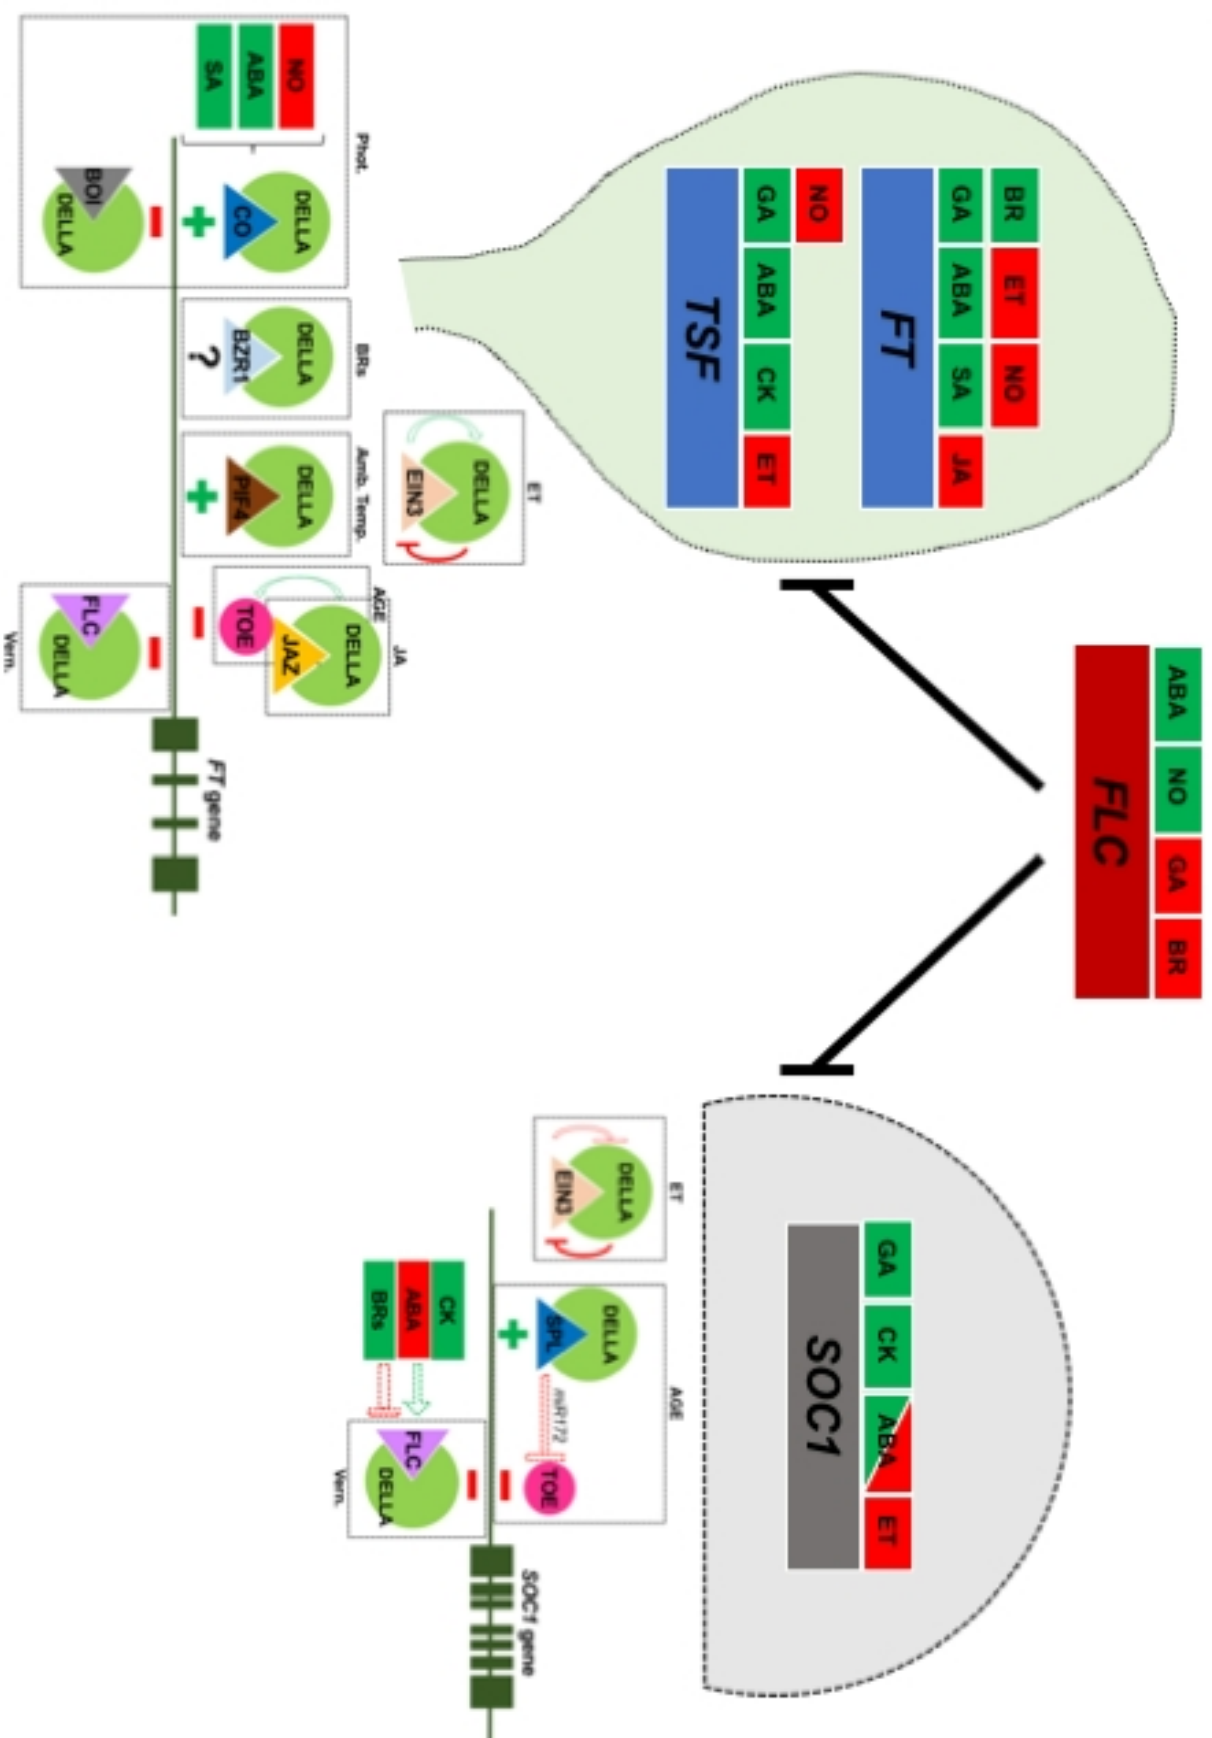 ABA NO GA BR
FLC
BR ET NO
GA ABA SA JA
FT
NO
GA ABA CK ET
TSF
GA CK ABA ET
SOC1
ET
DELLA
EIN3
Phot.
NO
ABA
SA
DELLA
CO
BOI
DELLA
BRs
DELLA
BZR1
?
Amb. Temp.
DELLA
PIF4
AGE
JA
DELLA
JAZ
TOE
FLC
DELLA
Vern.
FT gene
ET
DELLA
EIN3
AGE
DELLA
SPL
miR172
TOE
CK
ABA
BRs
FLC
DELLA
Vern.
SOC1 gene